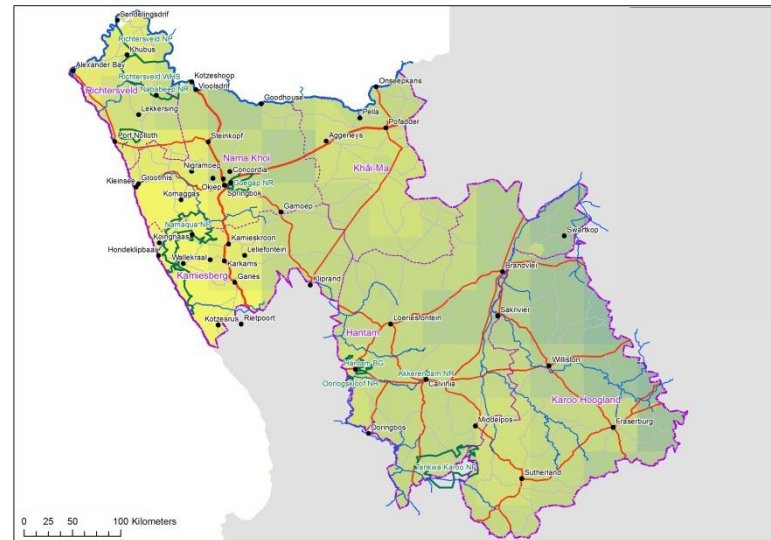 Sendelingsdrif
Richtersveld NP
Khubus
Alexander Bay
Richtersveld WHS
Kotzeshoop
Nababeep NR
Vioolsdrif
Richtersveld
Goodhouse
Onseepkans
Lekkersing
Pella
Pofadder
Port Nolloth
Steinkopf
Aggeneys
Nama Khoi
Khâi-Ma
Nigramoep
Concordia
Kleinsee
Grootmis
Okiep
Goegap NR
Springbok
Komaggas
Gamoep
Namaqua NP
Koingnaas
Kamieskroon
Swartkop
Hondeklipbaai
Leliefontein
Wallekraal
Karkams
Brandvlei
Kamiesberg
Garies
Kliprand
Kotzesrus
Rietpoort
Loeriesfontein
Sakrivier
Hantam
Hantam BG
Akkerendam NR
Williston
Oorlogskloof NR
Calvinia
Karoo Hoogland
Doringbos
Middelpos
Fraserburg
Tankwa Karoo NP
Sutherland
0 25 50 100 Kilometers